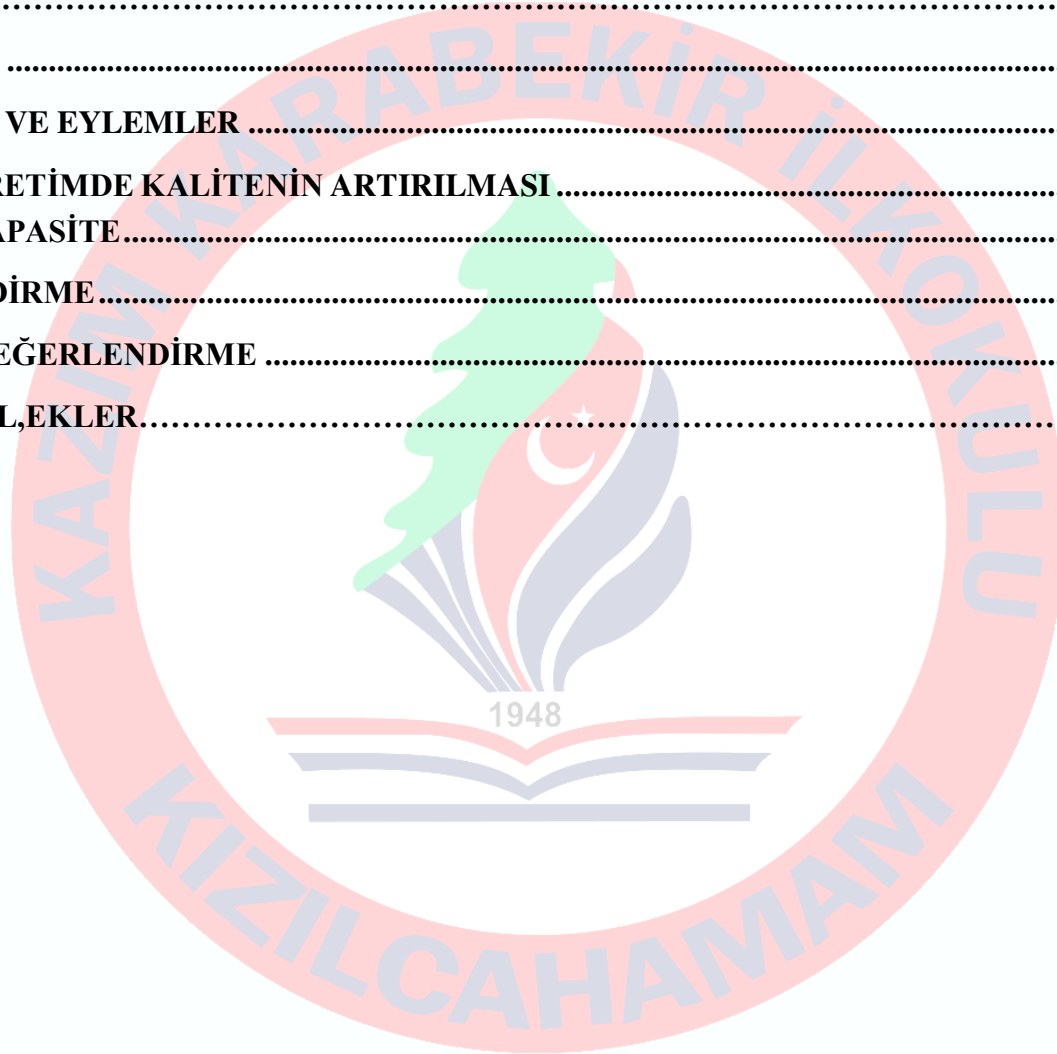 ................................................................................
................................................................................
VE EYLEMLER ................................................................................
RETİMDE KALİTENİN ARTIRILMASI ................................................................................
APASİTE ................................................................................
DİRME ................................................................................
EĞERLENDİRME ................................................................................
L,EKLER................................................................................
KAZIM KARABEKİR İLKOKULU
1948
KIZILCAHAMAM